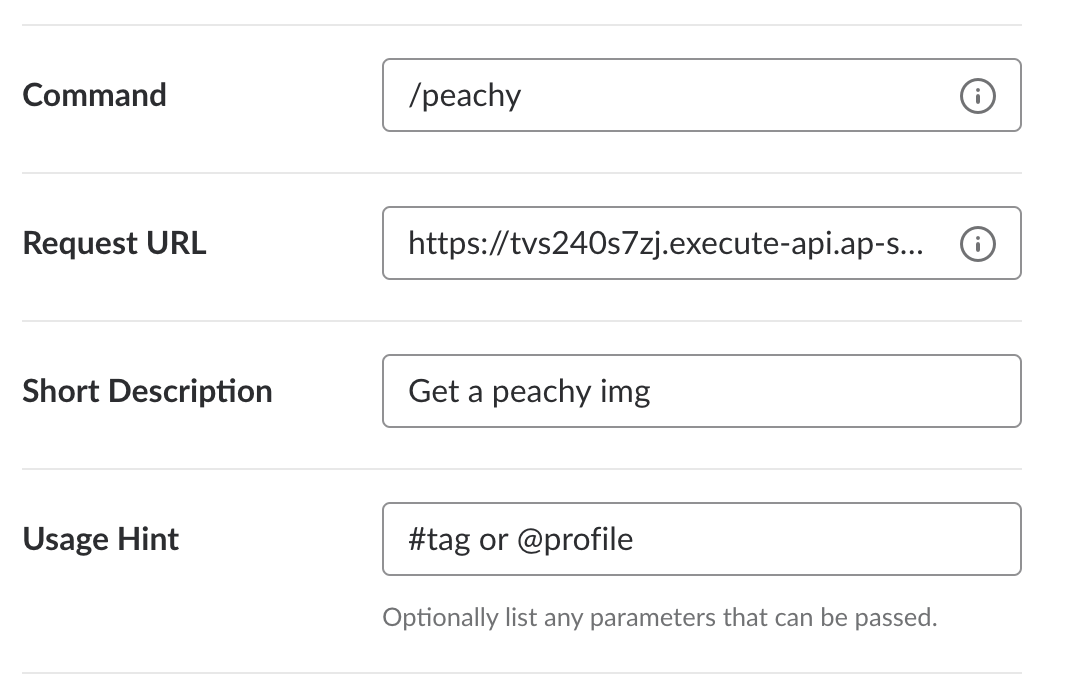 Command
/peachy
Request URL
https://tvs240s7zj.execute-api.ap-s...
Short Description
Get a peachy img
Usage Hint
#tag or @profile
Optionally list any parameters that can be passed.